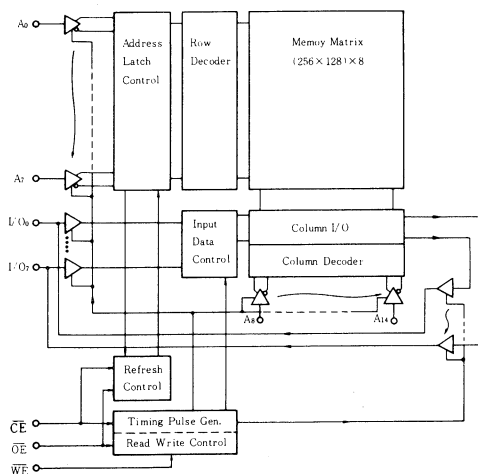 A0
Address
Latch
Control
Row
Decoder
Memoy Matrix
(256×128)×8
A7
I/O0
I/O7
Input
Data
Control
Column I/O
Column Decoder
A8
A14
Refresh
Control
CE
OE
WE
Timing Pulse Gen.
Read Write Control